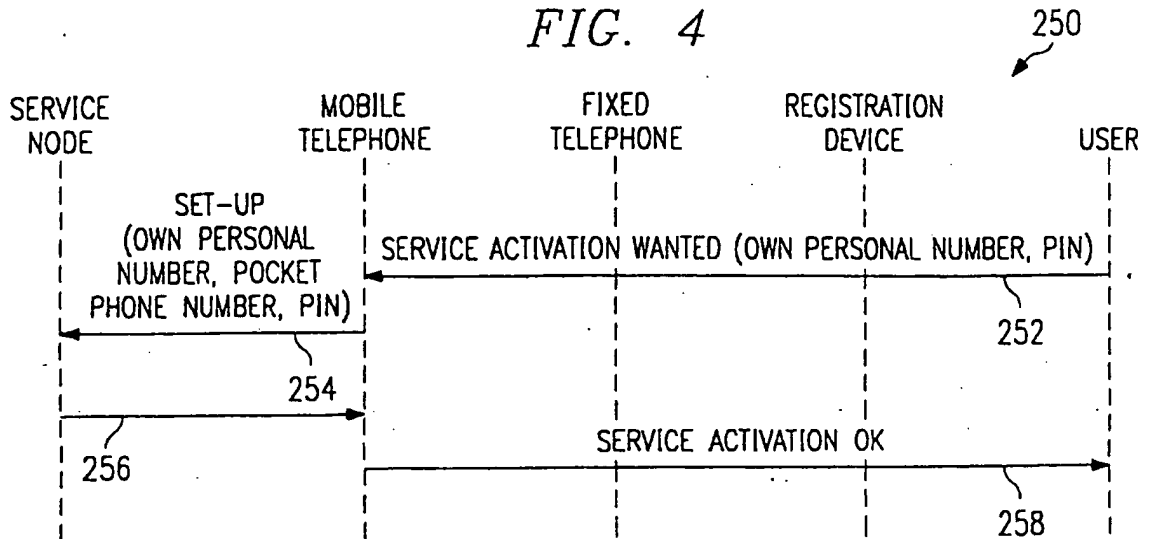 FIG. 4
250
SERVICE
NODE
MOBILE
TELEPHONE
FIXED
TELEPHONE
REGISTRATION
DEVICE
USER
SET-UP
(OWN PERSONAL
NUMBER, POCKET
PHONE NUMBER, PIN)
SERVICE ACTIVATION WANTED (OWN PERSONAL NUMBER, PIN)
252
254
256
SERVICE ACTIVATION OK
258